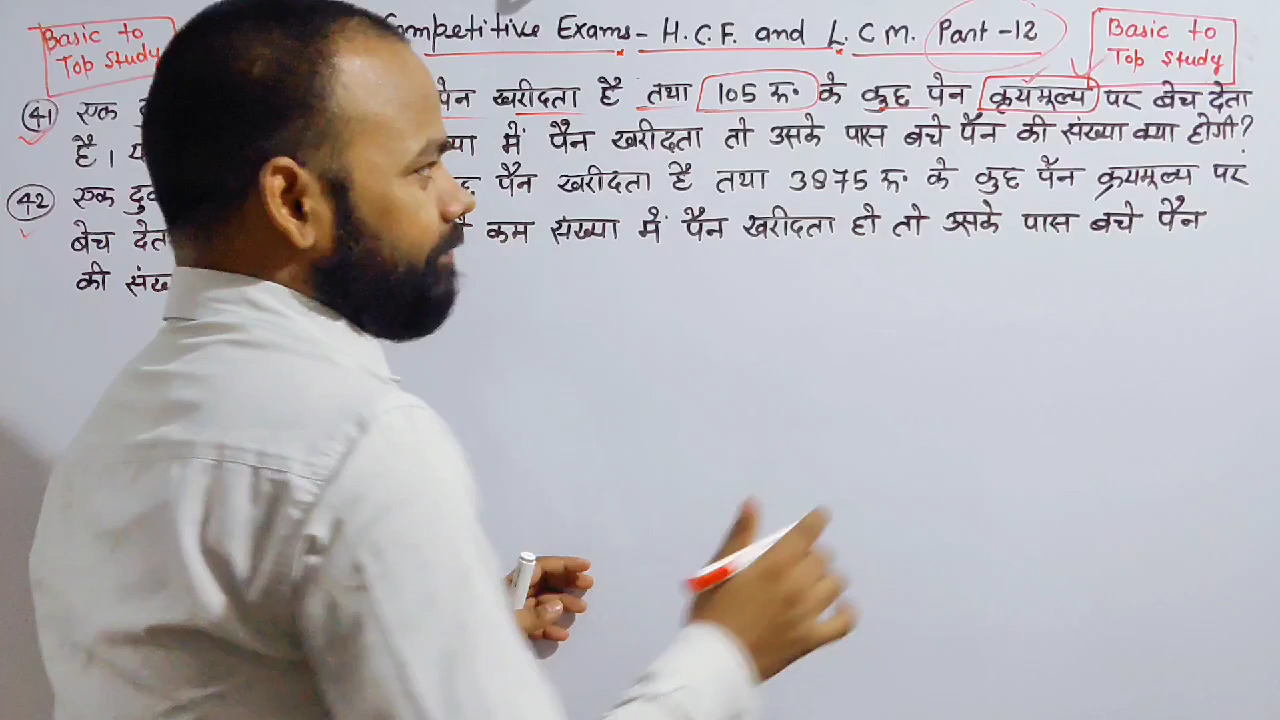 Basic to
Top Study
Competitive Exams - H.C.F. and L.C.M. Part -12
Basic to
Top Study
41 एक पेन खरीदता है तथा 105 रू॰ के कुछ पेन क्रयमूल्य पर बेच देता
है। में पैन खरीदता तो उसके पास बचे पैन की संख्या क्या होगी?
42 एक पैन खरीदता है तथा 3875 रू॰ के कुछ पैन क्रयमूल्य पर
बेच देता कम संख्या में पैन खरीदता हो तो उसके पास बचे पैन
की